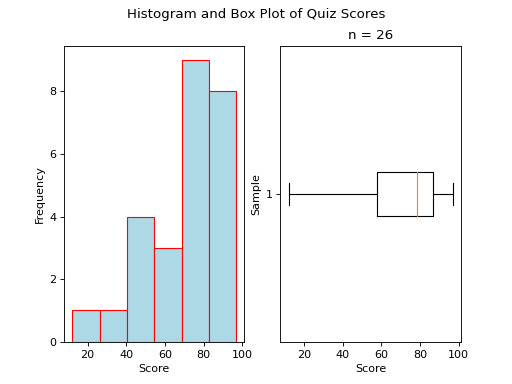 Histogram and Box Plot of Quiz Scores
n = 26
8
6
4
2
0
Frequency
20 40 60 80 100
Score
Sample
1
20 40 60 80 100
Score